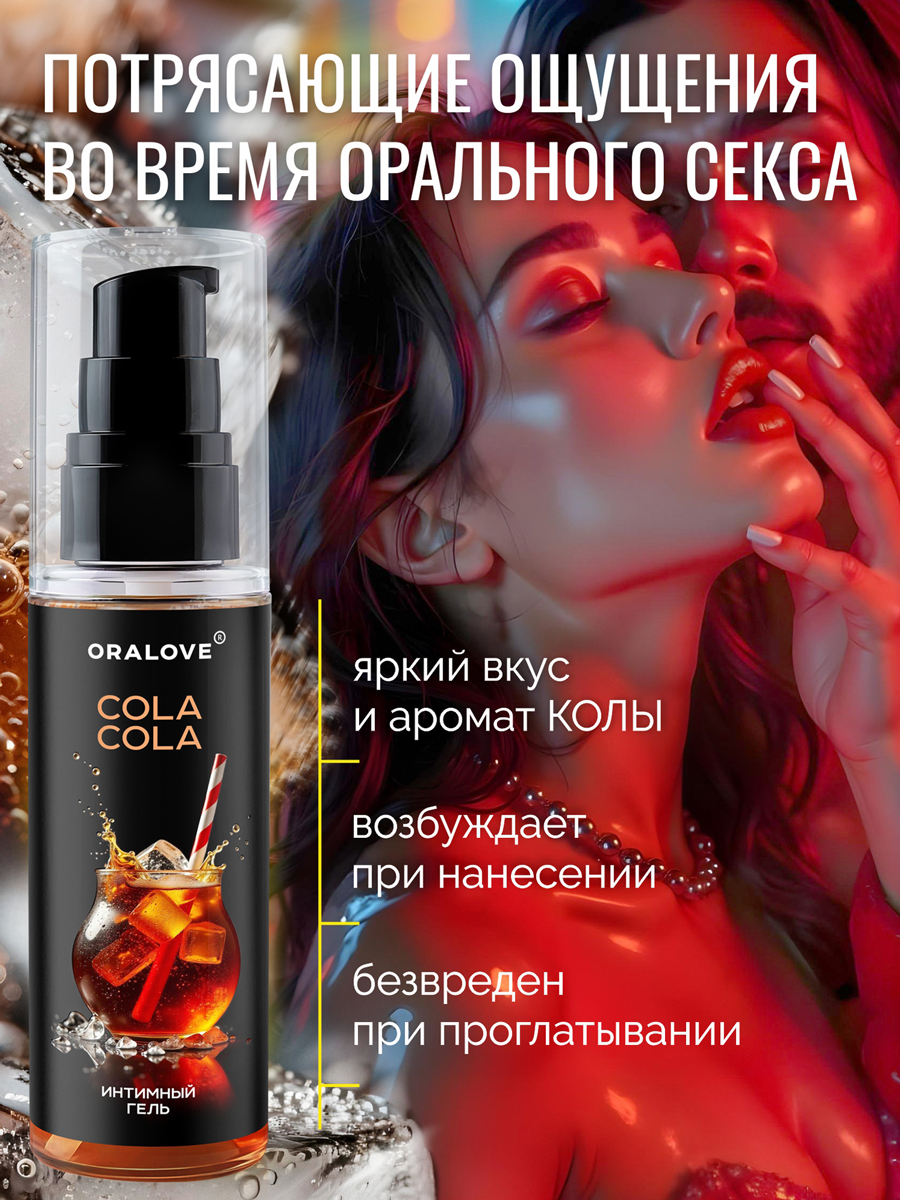 ПОТРЯСАЮЩИЕ ОЩУЩЕНИЯ
ВО ВРЕМЯ ОРАЛЬНОГО СЕКСА
ORALOVE®
COLA
COLA
ИНТИМНЫЙ
ГЕЛЬ
яркий вкус
и аромат КОЛЫ
возбуждает
при нанесении
безвреден
при проглатывании